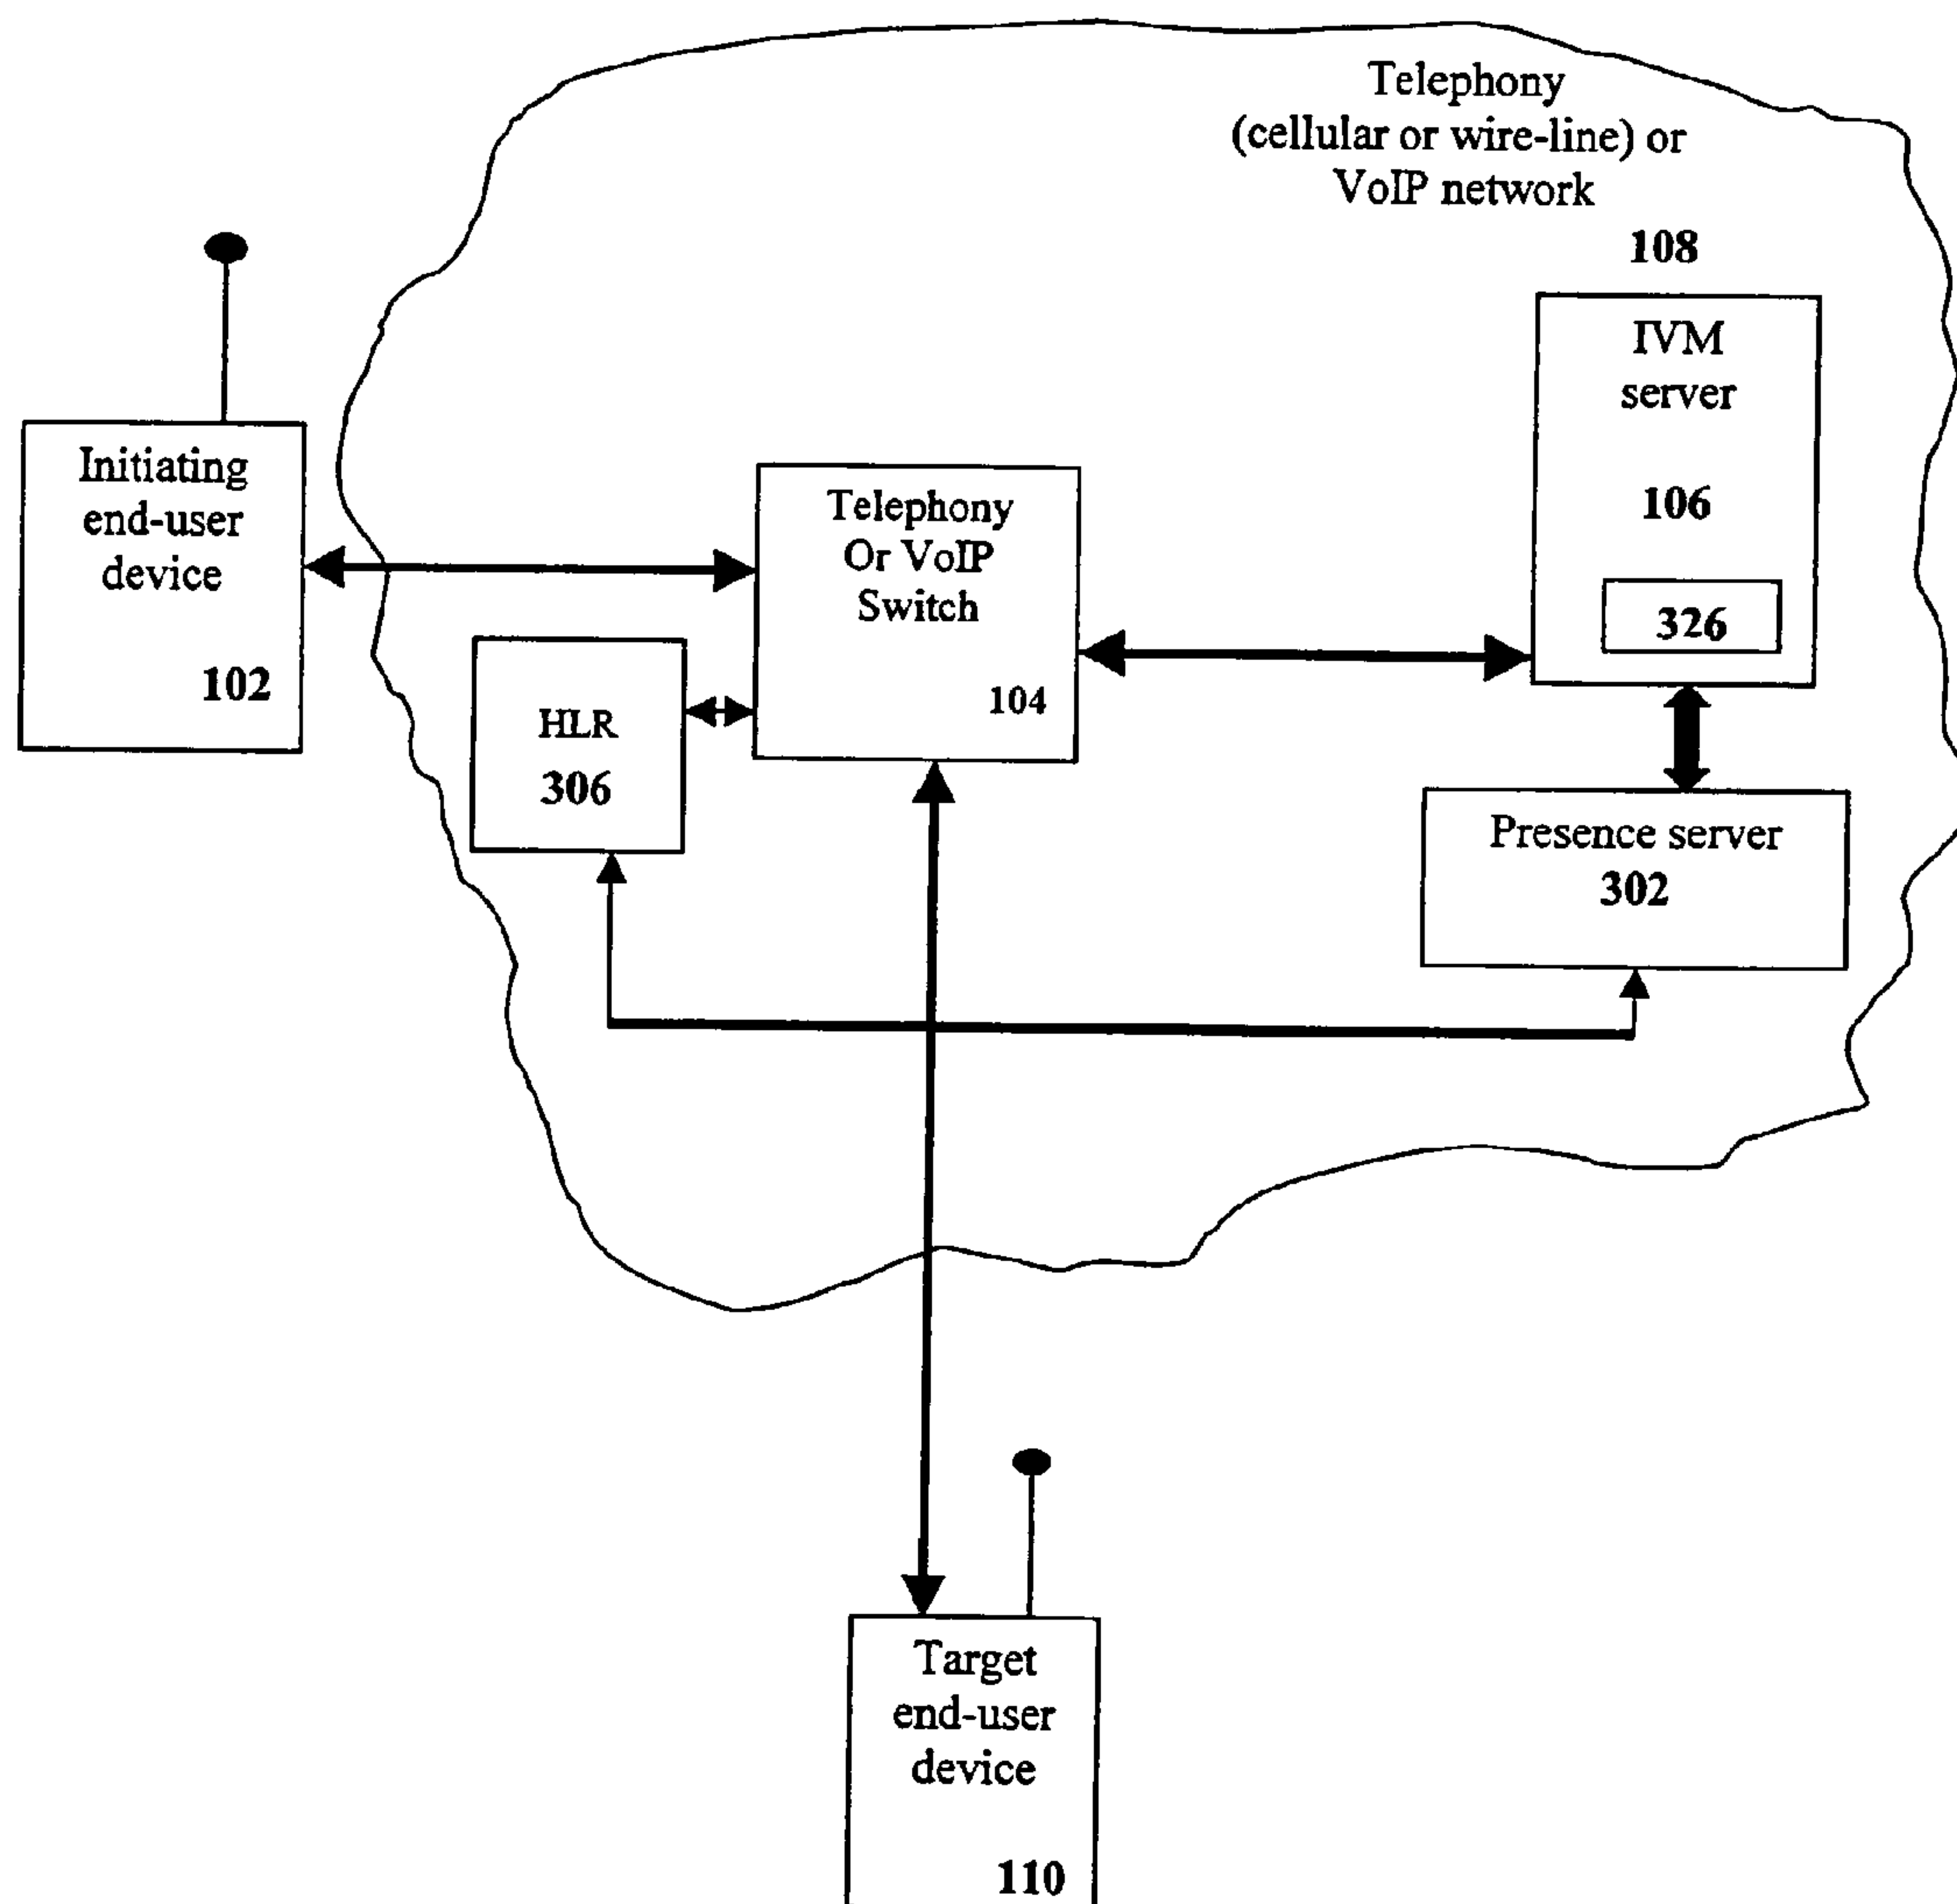 Telephony
(cellular or wire-line) or
VoIP network
108
IVM
server
106
326
Initiating
end-user
device
102
Telephony
Or VoIP
Switch
104
HLR
306
Presence server
302
Target
end-user
device
110